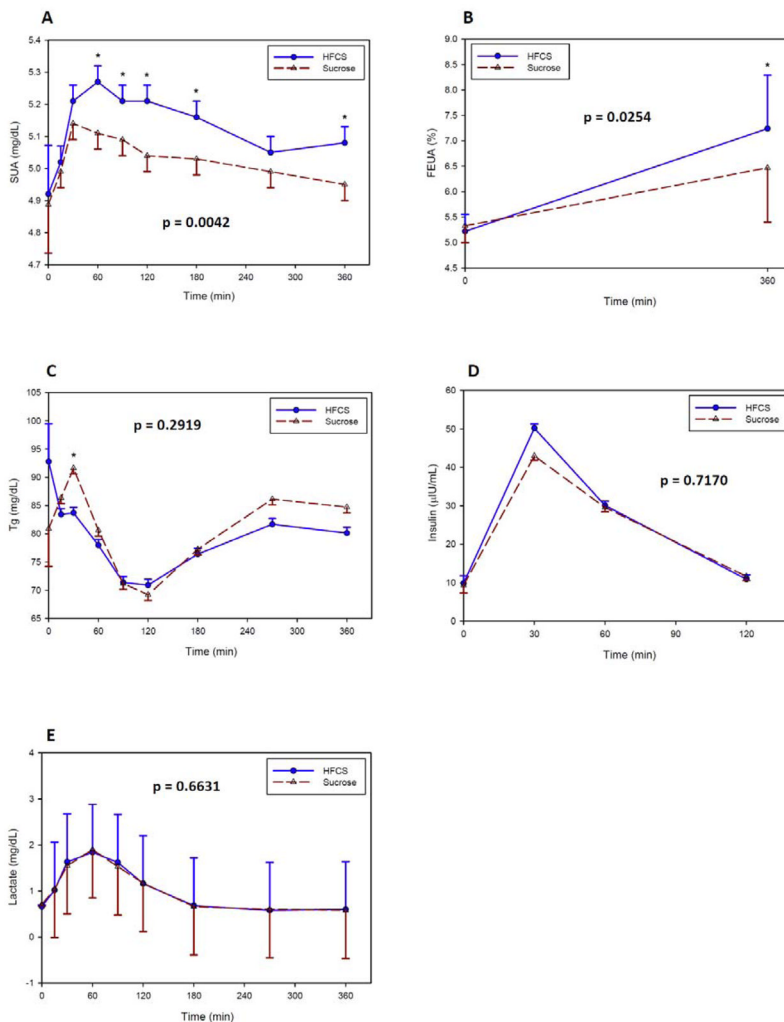 A
5.4
5.3
5.2
5.1
5.0
4.9
4.8
4.7
SUA (mg/dL)
HFCS
Sucrose
* * * * *
p = 0.0042
0 60 120 180 240 300 360
Time (min)
B
9.0
8.5
8.0
7.5
7.0
6.5
6.0
5.5
5.0
4.5
FEUA (%)
HFCS
Sucrose
*
p = 0.0254
0 360
Time (min)
C
105
100
95
90
85
80
75
70
65
Tg (mg/dL)
HFCS
Sucrose
p = 0.2919
*
0 60 120 180 240 300 360
Time (min)
D
60
50
40
30
20
10
0
Insulin (µIU/mL)
HFCS
Sucrose
p = 0.7170
0 30 60 90 120
Time (min)
E
4
3
2
1
0
-1
Lactate (mg/dL)
HFCS
Sucrose
p = 0.6631
0 60 120 180 240 300 360
Time (min)